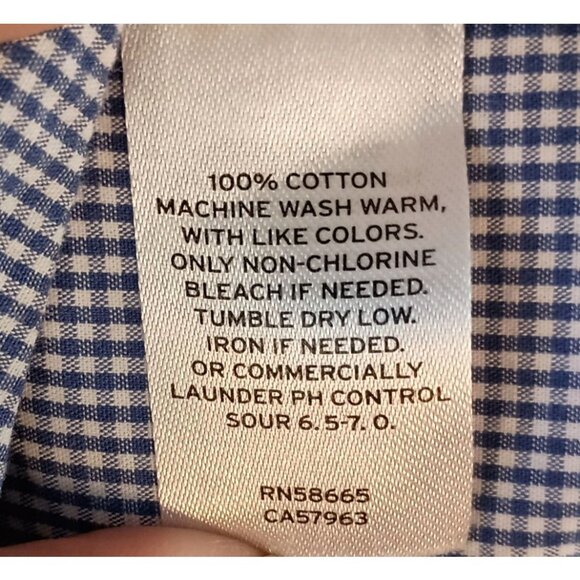 100% COTTON
MACHINE WASH WARM,
WITH LIKE COLORS.
ONLY NON-CHLORINE
BLEACH IF NEEDED.
TUMBLE DRY LOW.
IRON IF NEEDED.
OR COMMERCIALLY
LAUNDER PH CONTROL
SOUR 6.5-7.0.
RN58665
CA57963